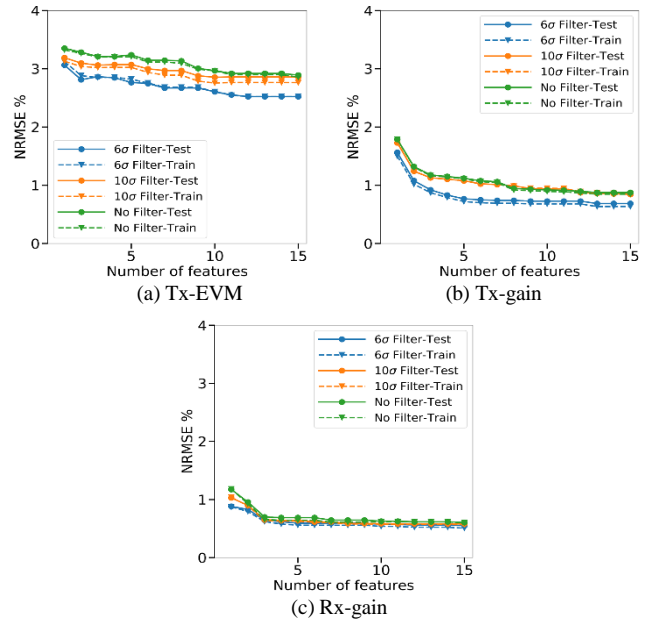 4
3
2
1
0
NRMSE %
6σ Filter-Test
6σ Filter-Train
10σ Filter-Test
10σ Filter-Train
No Filter-Test
No Filter-Train
5 10 15
Number of features
(a) Tx-EVM
4
3
2
1
0
NRMSE %
6σ Filter-Test
6σ Filter-Train
10σ Filter-Test
10σ Filter-Train
No Filter-Test
No Filter-Train
5 10 15
Number of features
(b) Tx-gain
4
3
2
1
0
NRMSE %
6σ Filter-Test
6σ Filter-Train
10σ Filter-Test
10σ Filter-Train
No Filter-Test
No Filter-Train
5 10 15
Number of features
(c) Rx-gain